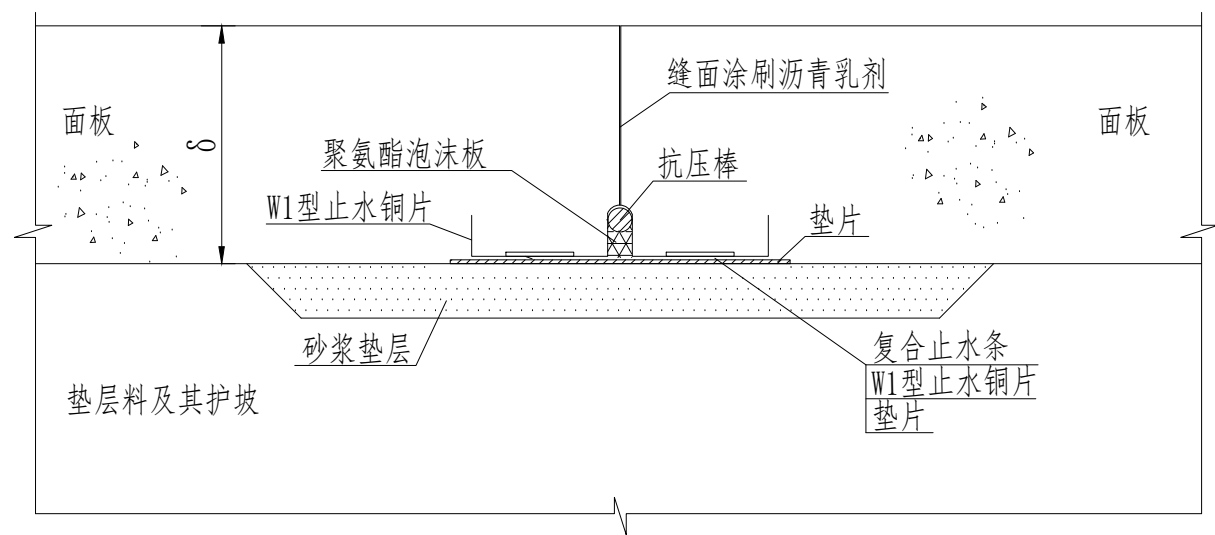 缝面涂刷沥青乳剂
面板
面板
δ
聚氨酯泡沫板
抗压棒
W1型止水铜片
垫片
砂浆垫层
复合止水条
W1型止水铜片
垫片
垫层料及其护坡